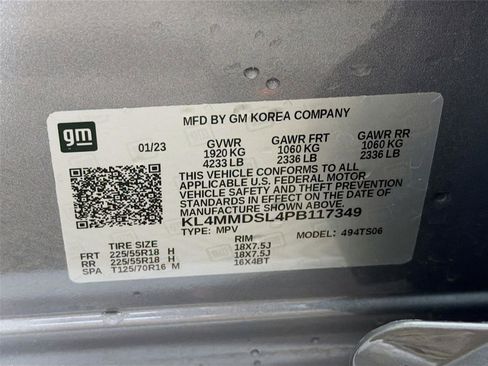 gm
MFD BY GM KOREA COMPANY
01/23 GVWR GAWR FRT GAWR RR
1920 KG 1060 KG 1060 KG
4233 LB 2336 LB 2336 LB
THIS VEHICLE CONFORMS TO ALL
APPLICABLE U.S. FEDERAL MOTOR
VEHICLE SAFETY AND THEFT PREVENTION
STANDARDS IN EFFECT ON THE DATE OF
MANUFACTURE SHOWN ABOVE.
KL4MMDSL4PB117349
TYPE: MPV MODEL: 494TS06
TIRE SIZE RIM
FRT 225/55R18 H 18X7.5J
RR 225/55R18 H 18X7.5J
SPA T125/70R16 M 16X4BT